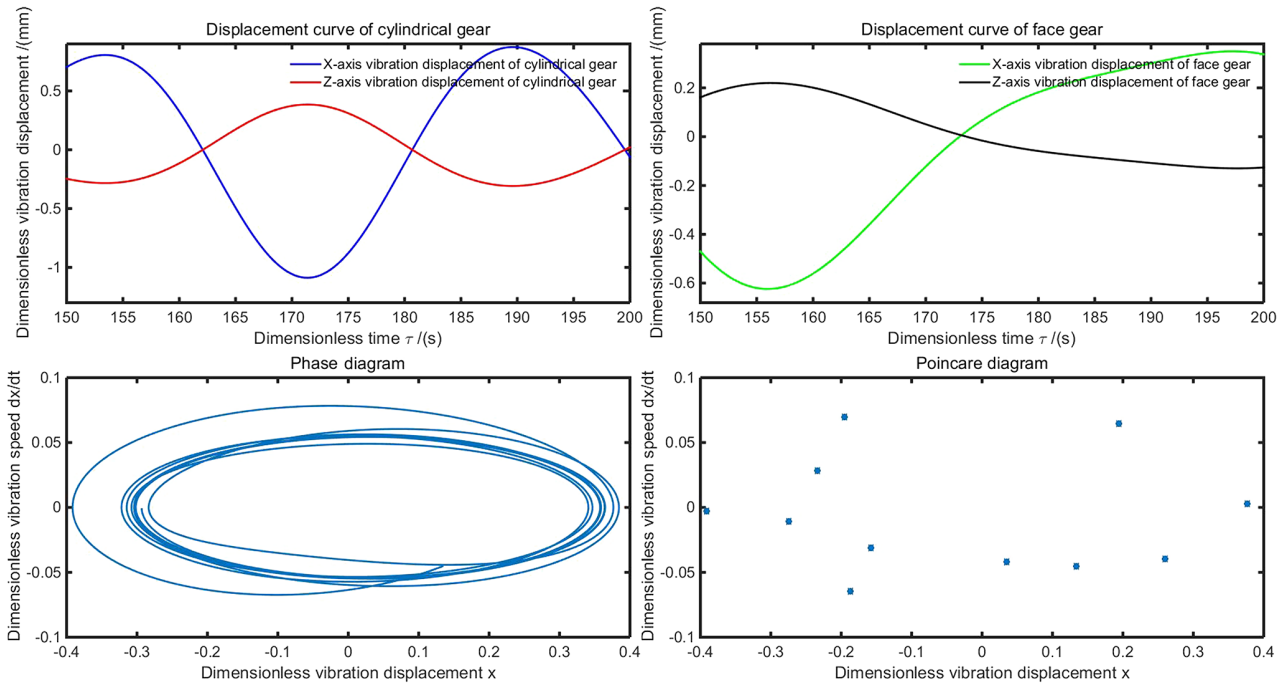 Displacement curve of cylindrical gear
Dimensionless vibration displacement /(mm)
X-axis vibration displacement of cylindrical gear
Z-axis vibration displacement of cylindrical gear
0.5
0
-0.5
-1
150 155 160 165 170 175 180 185 190 195 200
Dimensionless time τ /(s)
Displacement curve of face gear
Dimensionless vibration displacement /(mm)
X-axis vibration displacement of face gear
Z-axis vibration displacement of face gear
0.2
0
-0.2
-0.4
-0.6
150 155 160 165 170 175 180 185 190 195 200
Dimensionless time τ /(s)
Phase diagram
Dimensionless vibration speed dx/dt
0.1
0.05
0
-0.05
-0.1
-0.4 -0.3 -0.2 -0.1 0 0.1 0.2 0.3 0.4
Dimensionless vibration displacement x
Poincare diagram
Dimensionless vibration speed dx/dt
0.1
0.05
0
-0.05
-0.1
-0.4 -0.3 -0.2 -0.1 0 0.1 0.2 0.3 0.4
Dimensionless vibration displacement x